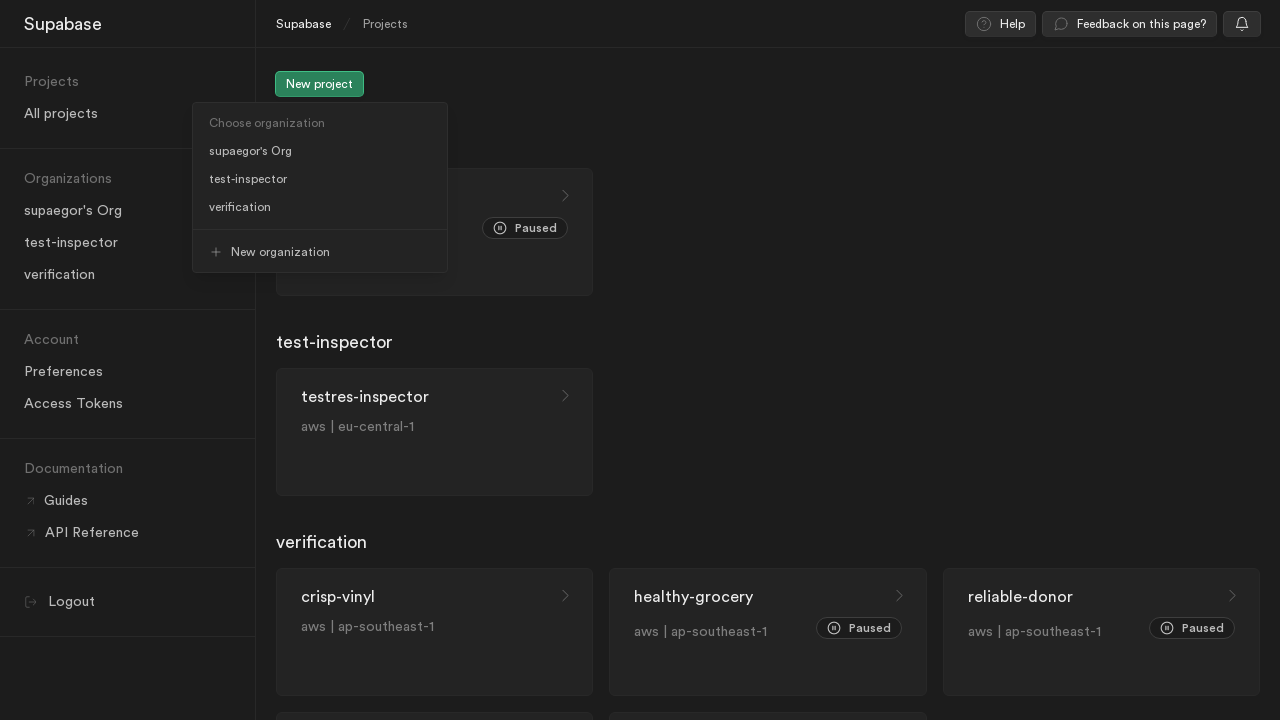 Supabase
Supabase / Projects
Help
Feedback on this page?
Projects
All projects
Organizations
supaegor's Org
test-inspector
verification
Account
Preferences
Access Tokens
Documentation
Guides
API Reference
Logout
New project
Choose organization
supaegor's Org
test-inspector
verification
New organization
Paused
test-inspector
testres-inspector
aws | eu-central-1
verification
crisp-vinyl
aws | ap-southeast-1
healthy-grocery
aws | ap-southeast-1
Paused
reliable-donor
aws | ap-southeast-1
Paused